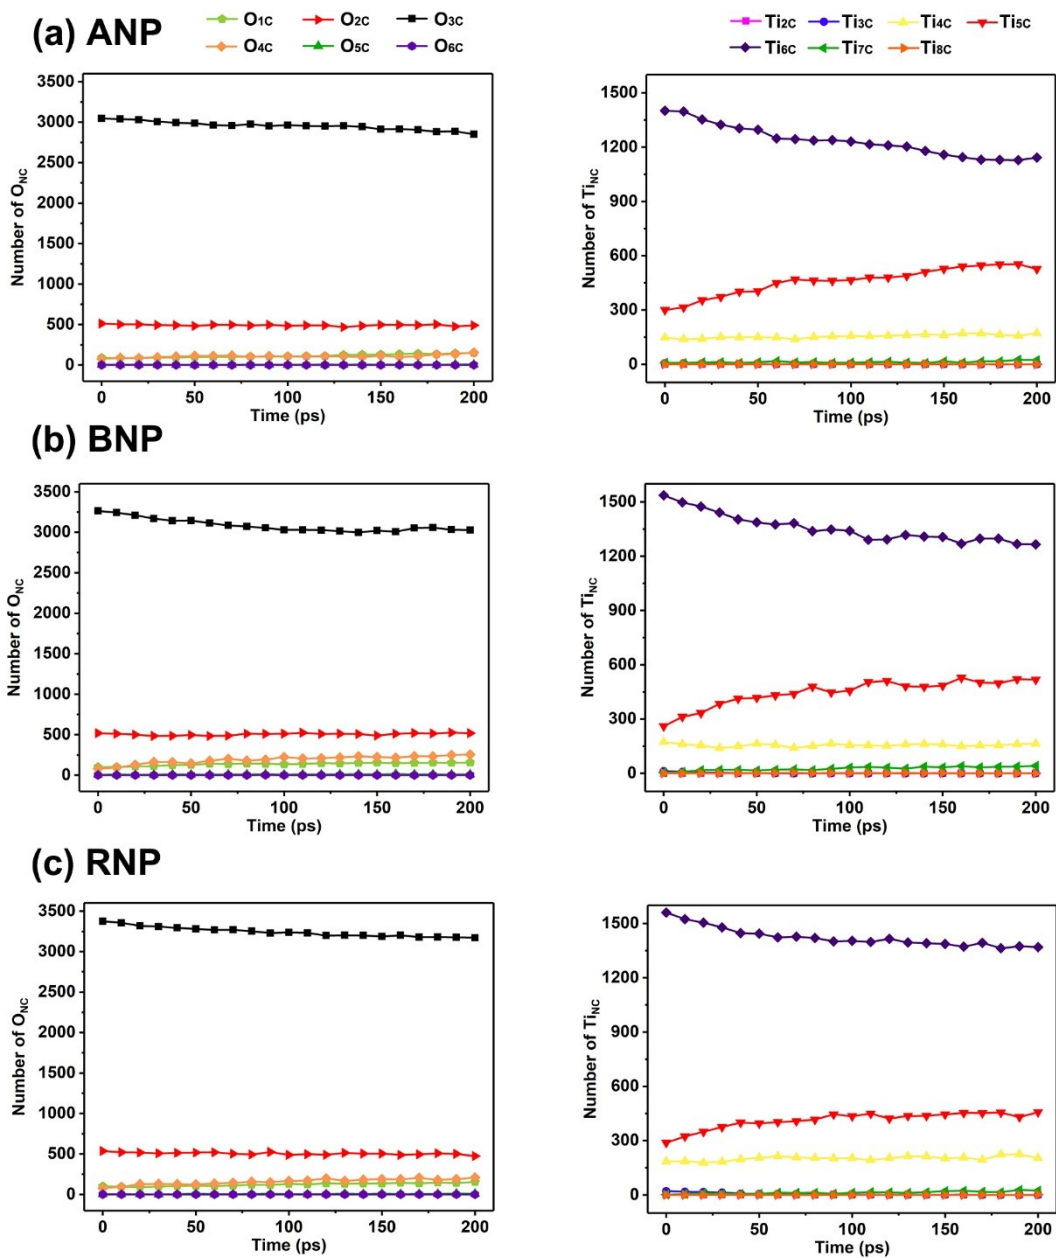 (a) ANP
O1C O2C O3C
O4C O5C O6C
Ti2C Ti3C Ti4C Ti5C
Ti6C Ti7C Ti8C
Number of ONC
3500
3000
2500
2000
1500
1000
500
0
0 50 100 150 200
Time (ps)
Number of TiNC
1500
1200
900
600
300
0
0 50 100 150 200
Time (ps)
(b) BNP
Number of ONC
3500
3000
2500
2000
1500
1000
500
0
0 50 100 150 200
Time (ps)
Number of TiNC
1500
1200
900
600
300
0
0 50 100 150 200
Time (ps)
(c) RNP
Number of ONC
3500
3000
2500
2000
1500
1000
500
0
0 50 100 150 200
Time (ps)
Number of TiNC
1500
1200
900
600
300
0
0 50 100 150 200
Time (ps)